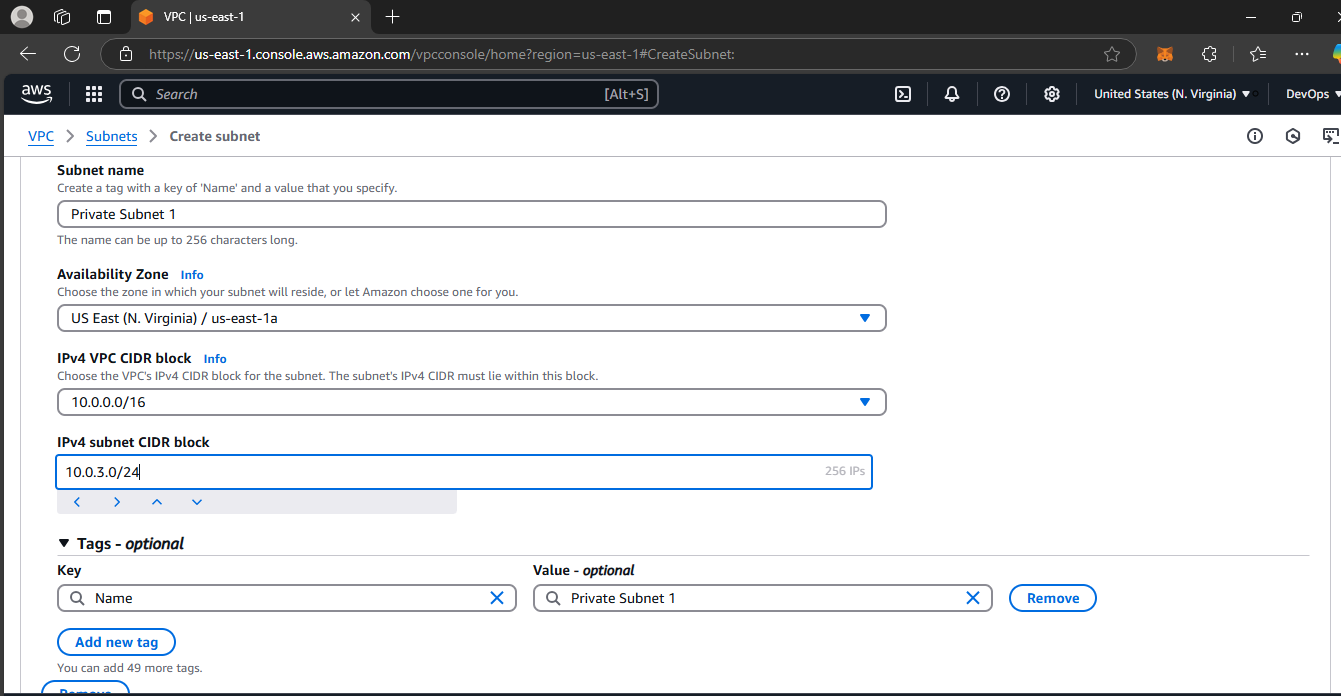 VPC | us-east-1
https://us-east-1.console.aws.amazon.com/vpcconsole/home?region=us-east-1#CreateSubnet:
aws Search [Alt+S] United States (N. Virginia) DevOps
VPC Subnets Create subnet
Subnet name
Create a tag with a key of 'Name' and a value that you specify.
Private Subnet 1
The name can be up to 256 characters long.
Availability Zone Info
Choose the zone in which your subnet will reside, or let Amazon choose one for you.
US East (N. Virginia) / us-east-1a
IPv4 VPC CIDR block Info
Choose the VPC's IPv4 CIDR block for the subnet. The subnet's IPv4 CIDR must lie within this block.
10.0.0.0/16
IPv4 subnet CIDR block
10.0.3.0/24 256 IPs
Tags - optional
Key Value - optional
Name Private Subnet 1 Remove
Add new tag
You can add 49 more tags.
Remove